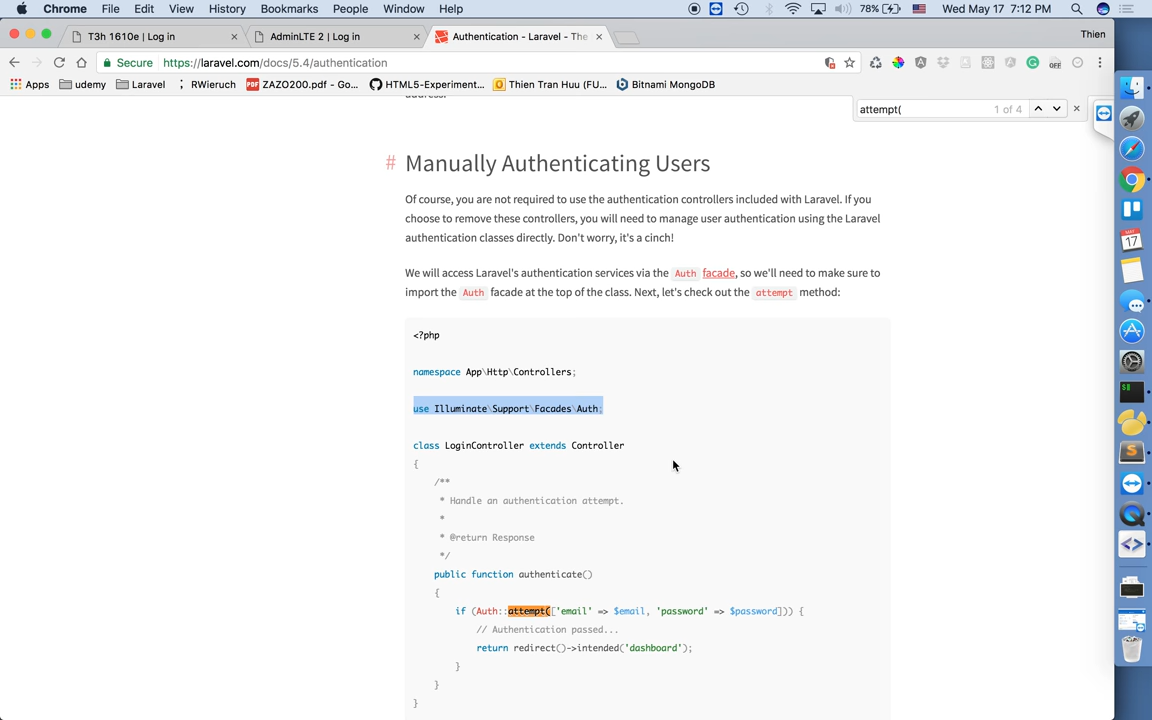 Chrome File Edit View History Bookmarks People Window Help 78% Wed May 17 7:12 PM
T3h 1610e | Log in AdminLTE 2 | Log in Authentication - Laravel - The Thien
Secure https://laravel.com/docs/5.4/authentication
Apps udemy Laravel RWieruch ZAZO200.pdf - Go... HTML5-Experiment... Thien Tran Huu (FU... Bitnami MongoDB
attempt( 1 of 4
# Manually Authenticating Users
Of course, you are not required to use the authentication controllers included with Laravel. If you
choose to remove these controllers, you will need to manage user authentication using the Laravel
authentication classes directly. Don't worry, it's a cinch!
We will access Laravel's authentication services via the Auth facade, so we'll need to make sure to
import the Auth facade at the top of the class. Next, let's check out the attempt method:
<?php
namespace App\Http\Controllers;
use Illuminate\Support\Facades\Auth;
class LoginController extends Controller
{
/**
* Handle an authentication attempt.
*
* @return Response
*/
public function authenticate()
{
if (Auth::attempt(['email' => $email, 'password' => $password])) {
// Authentication passed...
return redirect()->intended('dashboard');
}
}
}